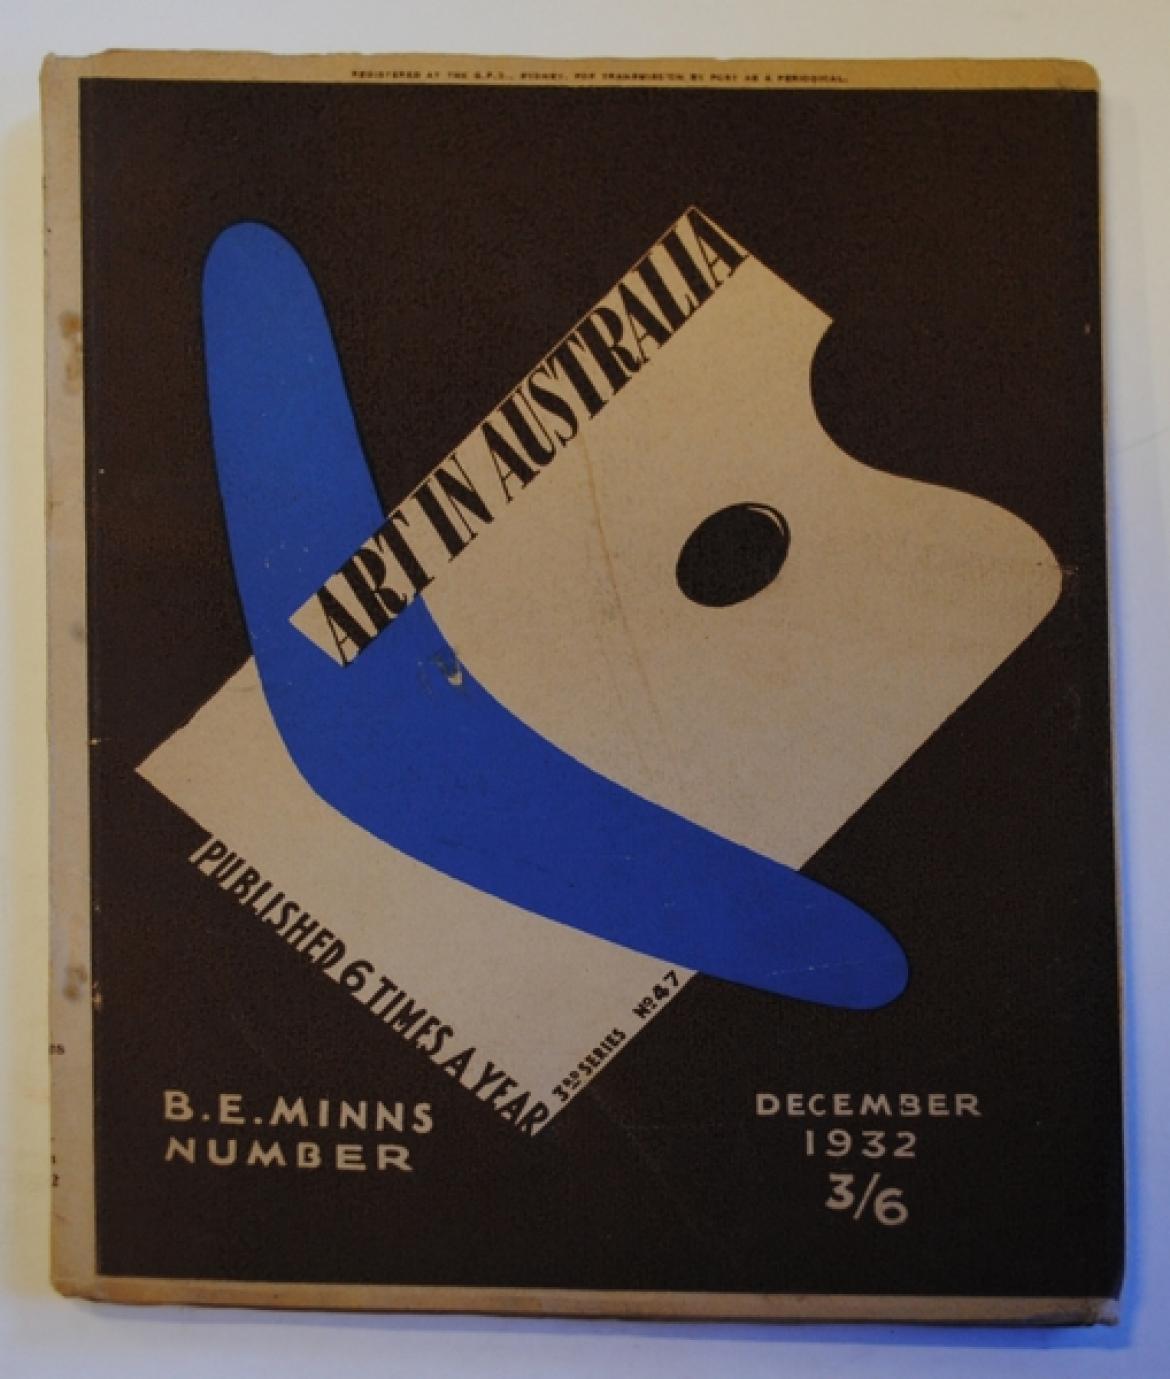 REGISTERED AT THE G.P.O., SYDNEY, FOR TRANSMISSION BY POST AS A PERIODICAL.
ART IN AUSTRALIA
PUBLISHED 6 TIMES A YEAR
3RD SERIES Nº 47
B.E.MINNS
NUMBER
DECEMBER
1932
3/6